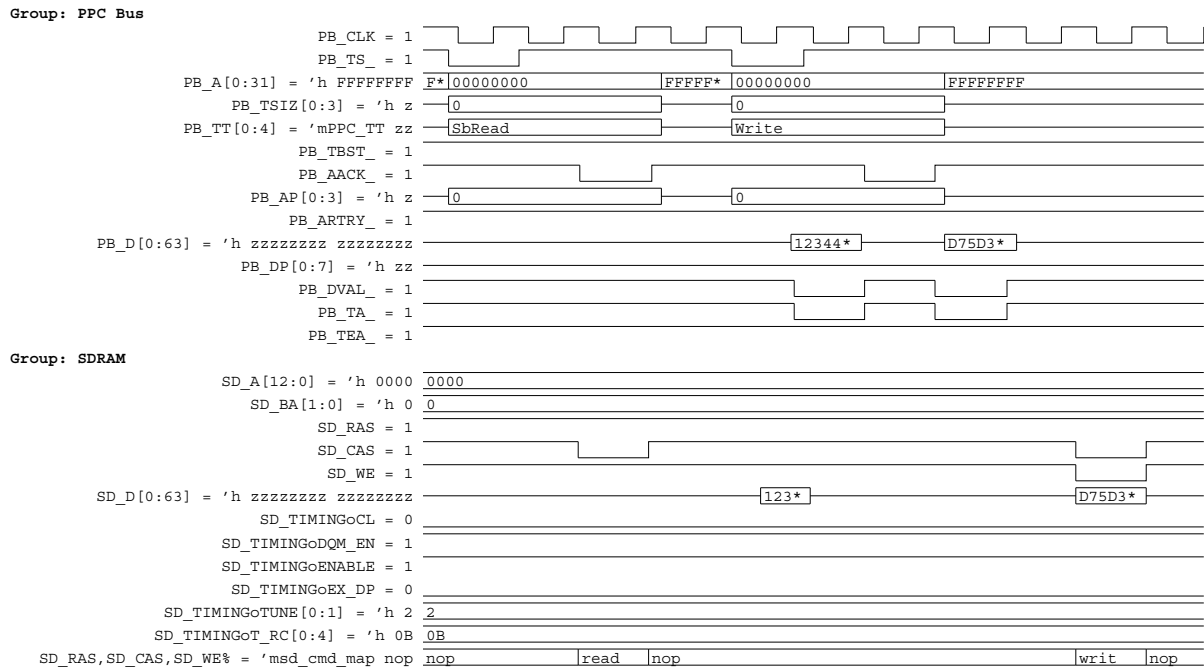 Group: PPC Bus
PB_CLK = 1
PB_TS_ = 1
PB_A[0:31] = 'h FFFFFFFF F* 00000000 FFFFF* 00000000 FFFFFFFF
PB_TSIZ[0:3] = 'h z 0 0
PB_TT[0:4] = 'mPPC_TT zz SbRead Write
PB_TBST_ = 1
PB_AACK_ = 1
PB_AP[0:3] = 'h z 0 0
PB_ARTRY_ = 1
PB_D[0:63] = 'h zzzzzzzz zzzzzzzz 12344* D75D3*
PB_DP[0:7] = 'h zz
PB_DVAL_ = 1
PB_TA_ = 1
PB_TEA_ = 1
Group: SDRAM
SD_A[12:0] = 'h 0000 0000
SD_BA[1:0] = 'h 0 0
SD_RAS = 1
SD_CAS = 1
SD_WE = 1
SD_D[0:63] = 'h zzzzzzzz zzzzzzzz 123* D75D3*
SD_TIMINGoCL = 0
SD_TIMINGoDQM_EN = 1
SD_TIMINGoENABLE = 1
SD_TIMINGoEX_DP = 0
SD_TIMINGoTUNE[0:1] = 'h 2 2
SD_TIMINGoT_RC[0:4] = 'h 0B 0B
SD_RAS,SD_CAS,SD_WE% = 'msd_cmd_map nop nop read nop writ nop